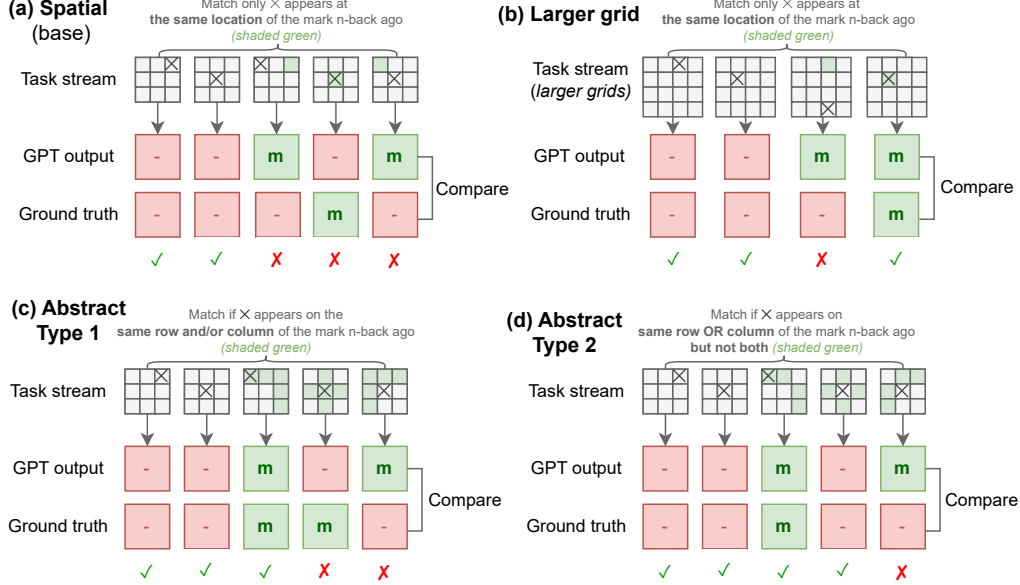 (a) Spatial
(base)
Match only ✕ appears at
the same location of the mark n-back ago
(shaded green)
Task stream
GPT output
- - m - m
Ground truth
- - - m -
Compare
✓ ✓ ✗ ✗ ✗
(b) Larger grid
Match only ✕ appears at
the same location of the mark n-back ago
(shaded green)
Task stream
(larger grids)
GPT output
- - m m
Ground truth
- - - m
Compare
✓ ✓ ✗ ✓
(c) Abstract
Type 1
Match if ✕ appears on the
same row and/or column of the mark n-back ago
(shaded green)
Task stream
GPT output
- - m - m
Ground truth
- - m m -
Compare
✓ ✓ ✓ ✗ ✗
(d) Abstract
Type 2
Match if ✕ appears on
same row OR column of the mark n-back ago
but not both (shaded green)
Task stream
GPT output
- - m - m
Ground truth
- - m - -
Compare
✓ ✓ ✓ ✓ ✗